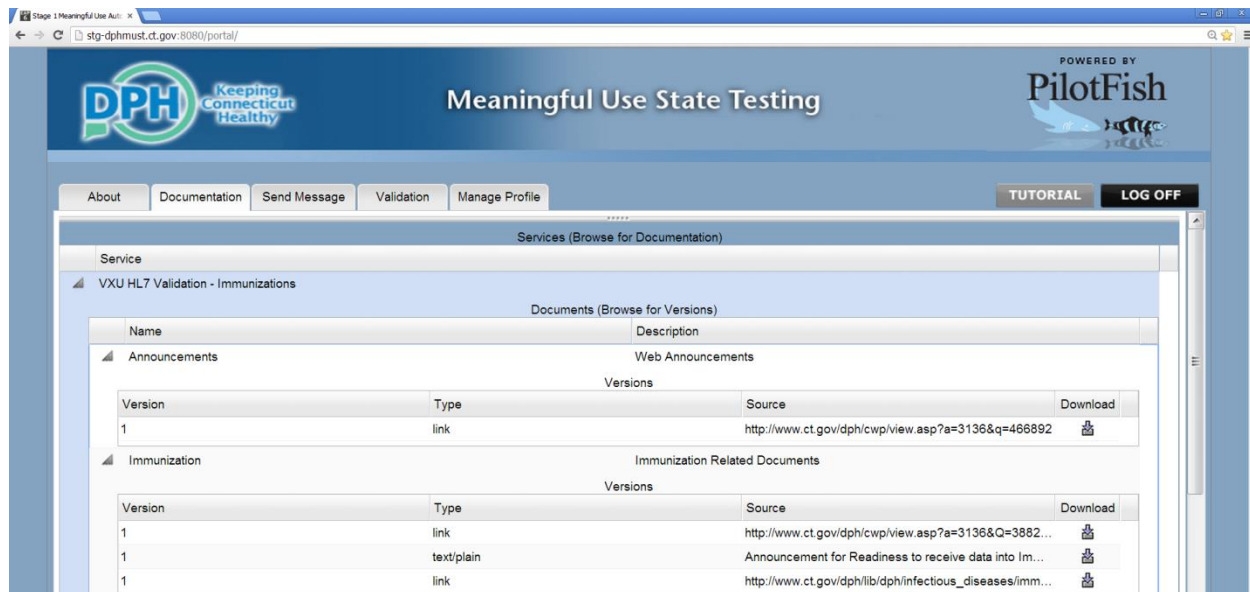 Stage 1 Meaningful Use Aut
stg-dphmust.ct.gov:8080/portal/
DPH Keeping Connecticut Healthy
Meaningful Use State Testing
POWERED BY
PilotFish
About Documentation Send Message Validation Manage Profile TUTORIAL LOG OFF
Services (Browse for Documentation)
Service
VXU HL7 Validation - Immunizations
Documents (Browse for Versions)
Name Description
Announcements Web Announcements
Versions
Version Type Source Download
1 link http://www.ct.gov/dph/cwp/view.asp?a=3136&q=466892
Immunization Immunization Related Documents
Versions
Version Type Source Download
1 link http://www.ct.gov/dph/cwp/view.asp?a=3136&Q=3882...
1 text/plain Announcement for Readiness to receive data into Im...
1 link http://www.ct.gov/dph/lib/dph/infectious_diseases/imm...